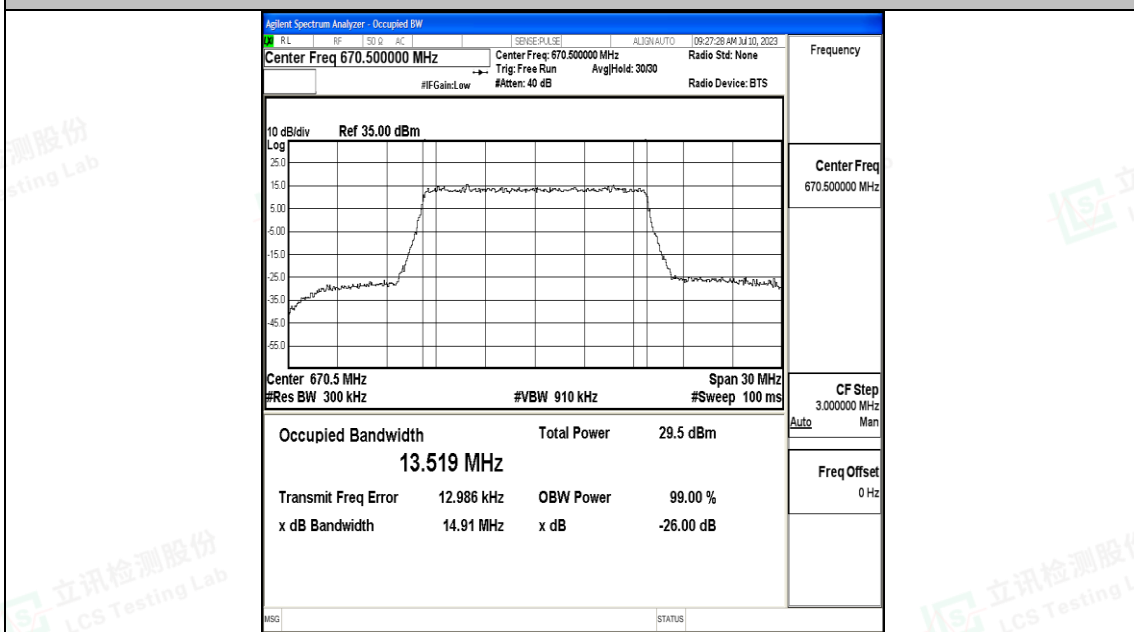 Agilent Spectrum Analyzer - Occupied BW
RL RF 50 Ω AC SENSE:PULSE ALIGNAUTO 09:27:28 AM Jul 10, 2023
Center Freq 670.500000 MHz
Center Freq: 670.500000 MHz Radio Std: None
Trig: Free Run Avg|Hold: 30/30
#IFGain:Low #Atten: 40 dB Radio Device: BTS
10 dB/div Ref 35.00 dBm
Log
25.0
15.0
5.00
-5.00
-15.0
-25.0
-35.0
-45.0
-55.0
Center 670.5 MHz Span 30 MHz
#Res BW 300 kHz #VBW 910 kHz #Sweep 100 ms
Occupied Bandwidth Total Power 29.5 dBm
13.519 MHz
Transmit Freq Error 12.986 kHz OBW Power 99.00 %
x dB Bandwidth 14.91 MHz x dB -26.00 dB
MSG STATUS
Frequency
Center Freq
670.500000 MHz
CF Step
3.000000 MHz
Auto Man
Freq Offset
0 Hz
立讯检测股份
LCS Testing Lab